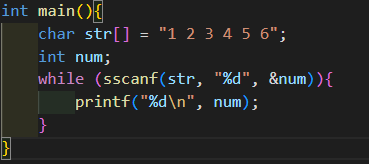 int main(){
    char str[] = "1 2 3 4 5 6";
    int num;
    while (sscanf(str, "%d", &num)){
        printf("%d\n", num);
    }
}